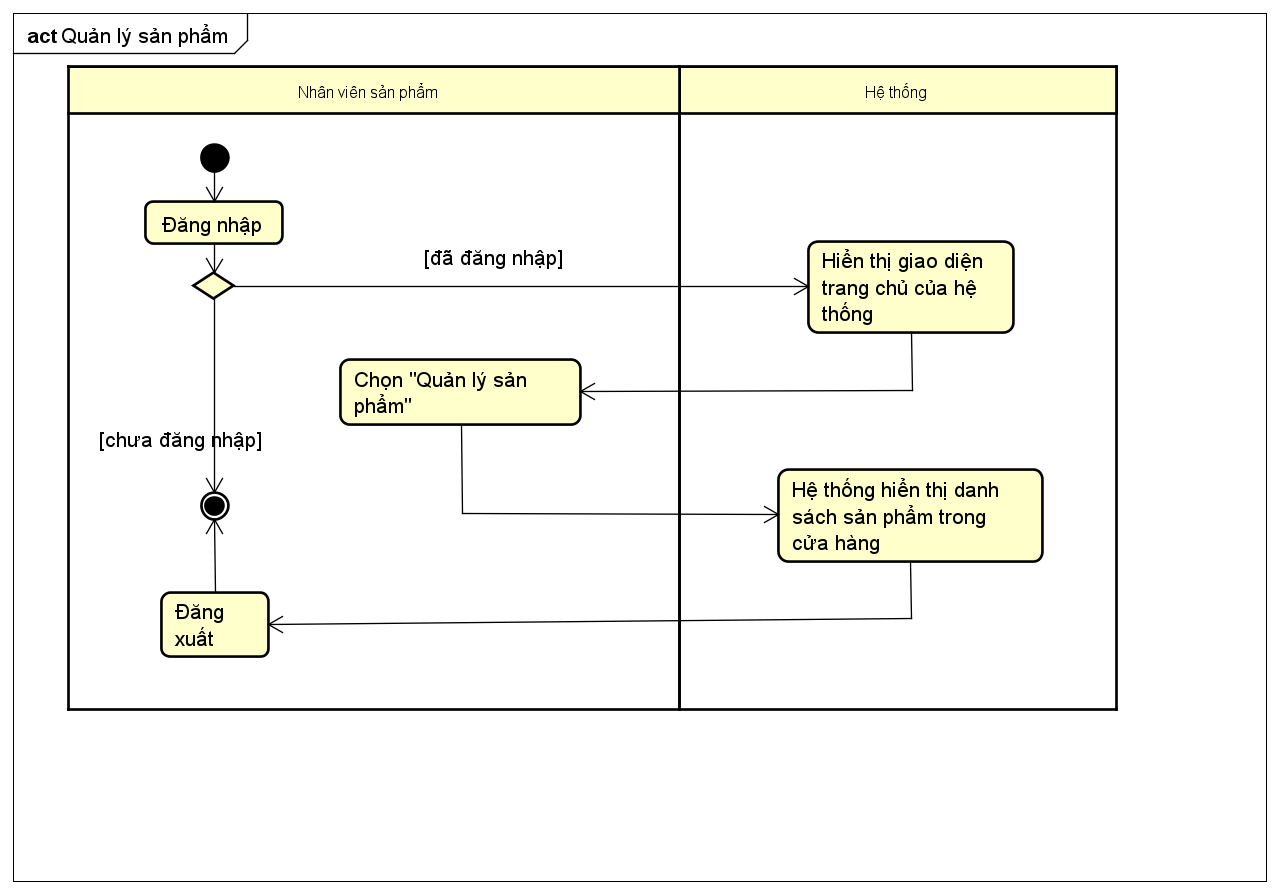 act Quản lý sản phẩm
Nhân viên sản phẩm
Hệ thống
Đăng nhập
[đã đăng nhập]
Hiển thị giao diện
trang chủ của hệ
thống
Chọn "Quản lý sản
phẩm"
[chưa đăng nhập]
Hệ thống hiển thị danh
sách sản phẩm trong
cửa hàng
Đăng
xuất